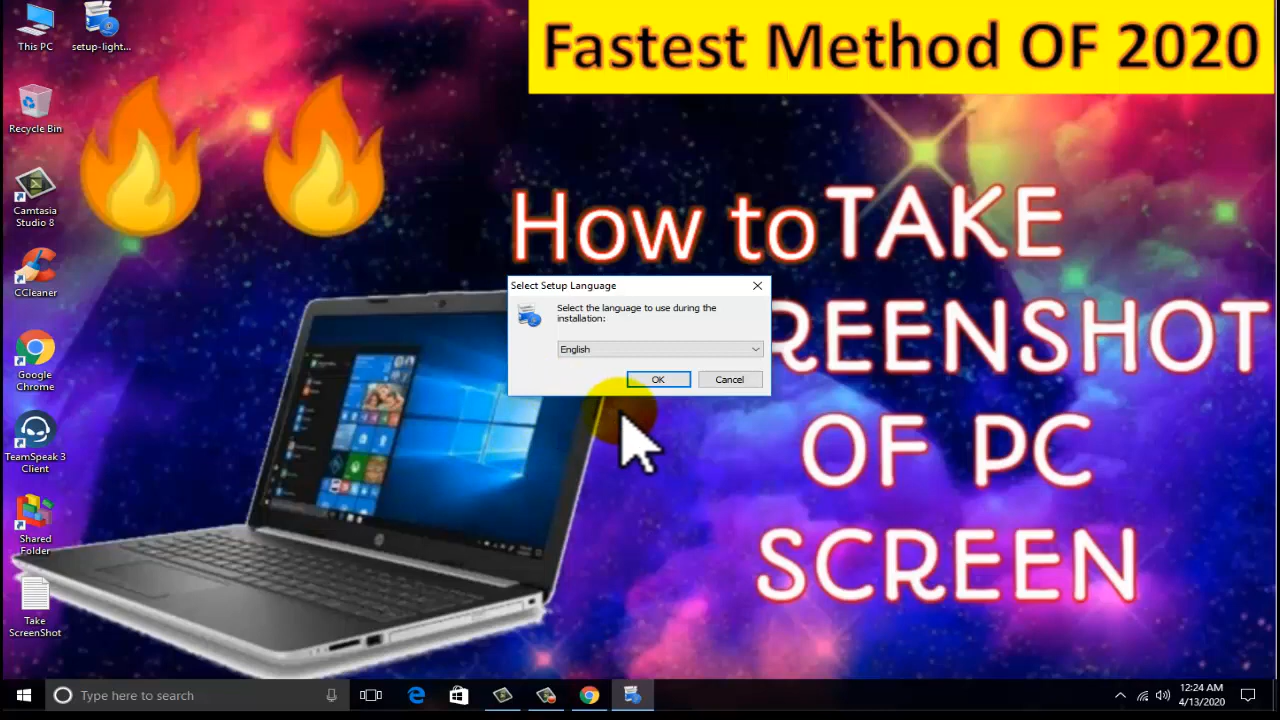 Fastest Method OF 2020
This PC
setup-light...
Recycle Bin
Camtasia
Studio 8
CCleaner
Google
Chrome
TeamSpeak 3
Client
Shared
Folder
Take
ScreenShot
How to TAKE
REENSHOT
OF PC
SCREEN
Select Setup Language
Select the language to use during the
installation:
English
OK
Cancel
Type here to search
12:24 AM
4/13/2020